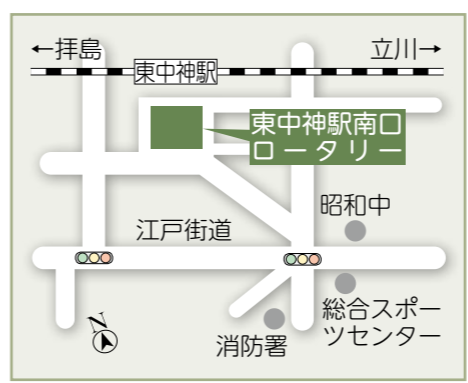 ←拝島
立川→
東中神駅
東中神駅南口
ロータリー
昭和中
江戸街道
総合スポー
ツセンター
消防署
N